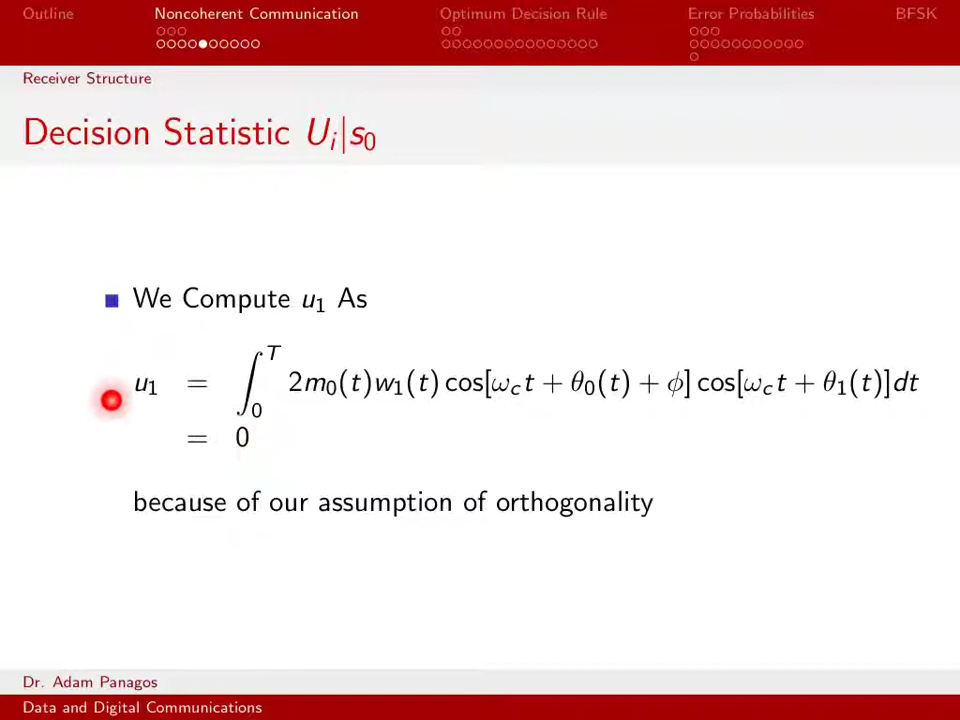 Outline Noncoherent Communication Optimum Decision Rule Error Probabilities BFSK
Receiver Structure
Decision Statistic U_i|s_0
We Compute u_1 As
u_1 = ∫_0^T 2m_0(t)w_1(t) cos[ω_c t + θ_0(t) + ϕ] cos[ω_c t + θ_1(t)]dt
= 0
because of our assumption of orthogonality
Dr. Adam Panagos
Data and Digital Communications